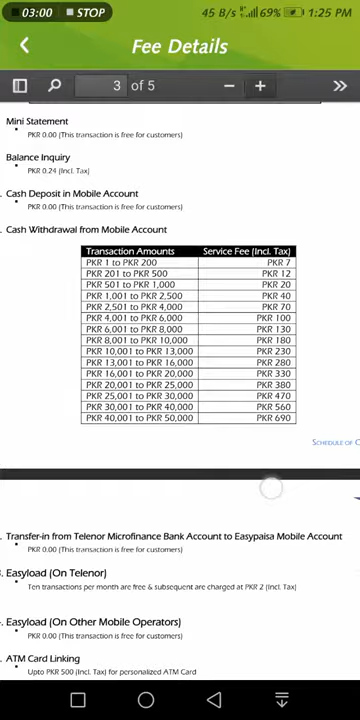 03:00 STOP 45 B/s 69% 1:25 PM
Fee Details
3 of 5
Mini Statement
PKR 0.00 (This transaction is free for customers)
Balance Inquiry
PKR 0.24 (Incl. Tax)
. Cash Deposit in Mobile Account
PKR 0.00 (This transaction is free for customers)
. Cash Withdrawal from Mobile Account
Transaction Amounts Service Fee (Incl. Tax)
PKR 1 to PKR 200 PKR 7
PKR 201 to PKR 500 PKR 12
PKR 501 to PKR 1,000 PKR 20
PKR 1,001 to PKR 2,500 PKR 40
PKR 2,501 to PKR 4,000 PKR 70
PKR 4,001 to PKR 6,000 PKR 100
PKR 6,001 to PKR 8,000 PKR 130
PKR 8,001 to PKR 10,000 PKR 180
PKR 10,001 to PKR 13,000 PKR 230
PKR 13,001 to PKR 16,000 PKR 280
PKR 16,001 to PKR 20,000 PKR 330
PKR 20,001 to PKR 25,000 PKR 380
PKR 25,001 to PKR 30,000 PKR 470
PKR 30,001 to PKR 40,000 PKR 560
PKR 40,001 to PKR 50,000 PKR 690
SCHEDULE OF C
. Transfer-in from Telenor Microfinance Bank Account to Easypaisa Mobile Account
PKR 0.00 (This transaction is free for customers)
. Easyload (On Telenor)
Ten transactions per month are free & subsequent are charged at PKR 2 (Incl. Tax)
. Easyload (On Other Mobile Operators)
PKR 0.00 (This transaction is free for customers)
. ATM Card Linking
Upto PKR 500 (Incl. Tax) for personalized ATM Card